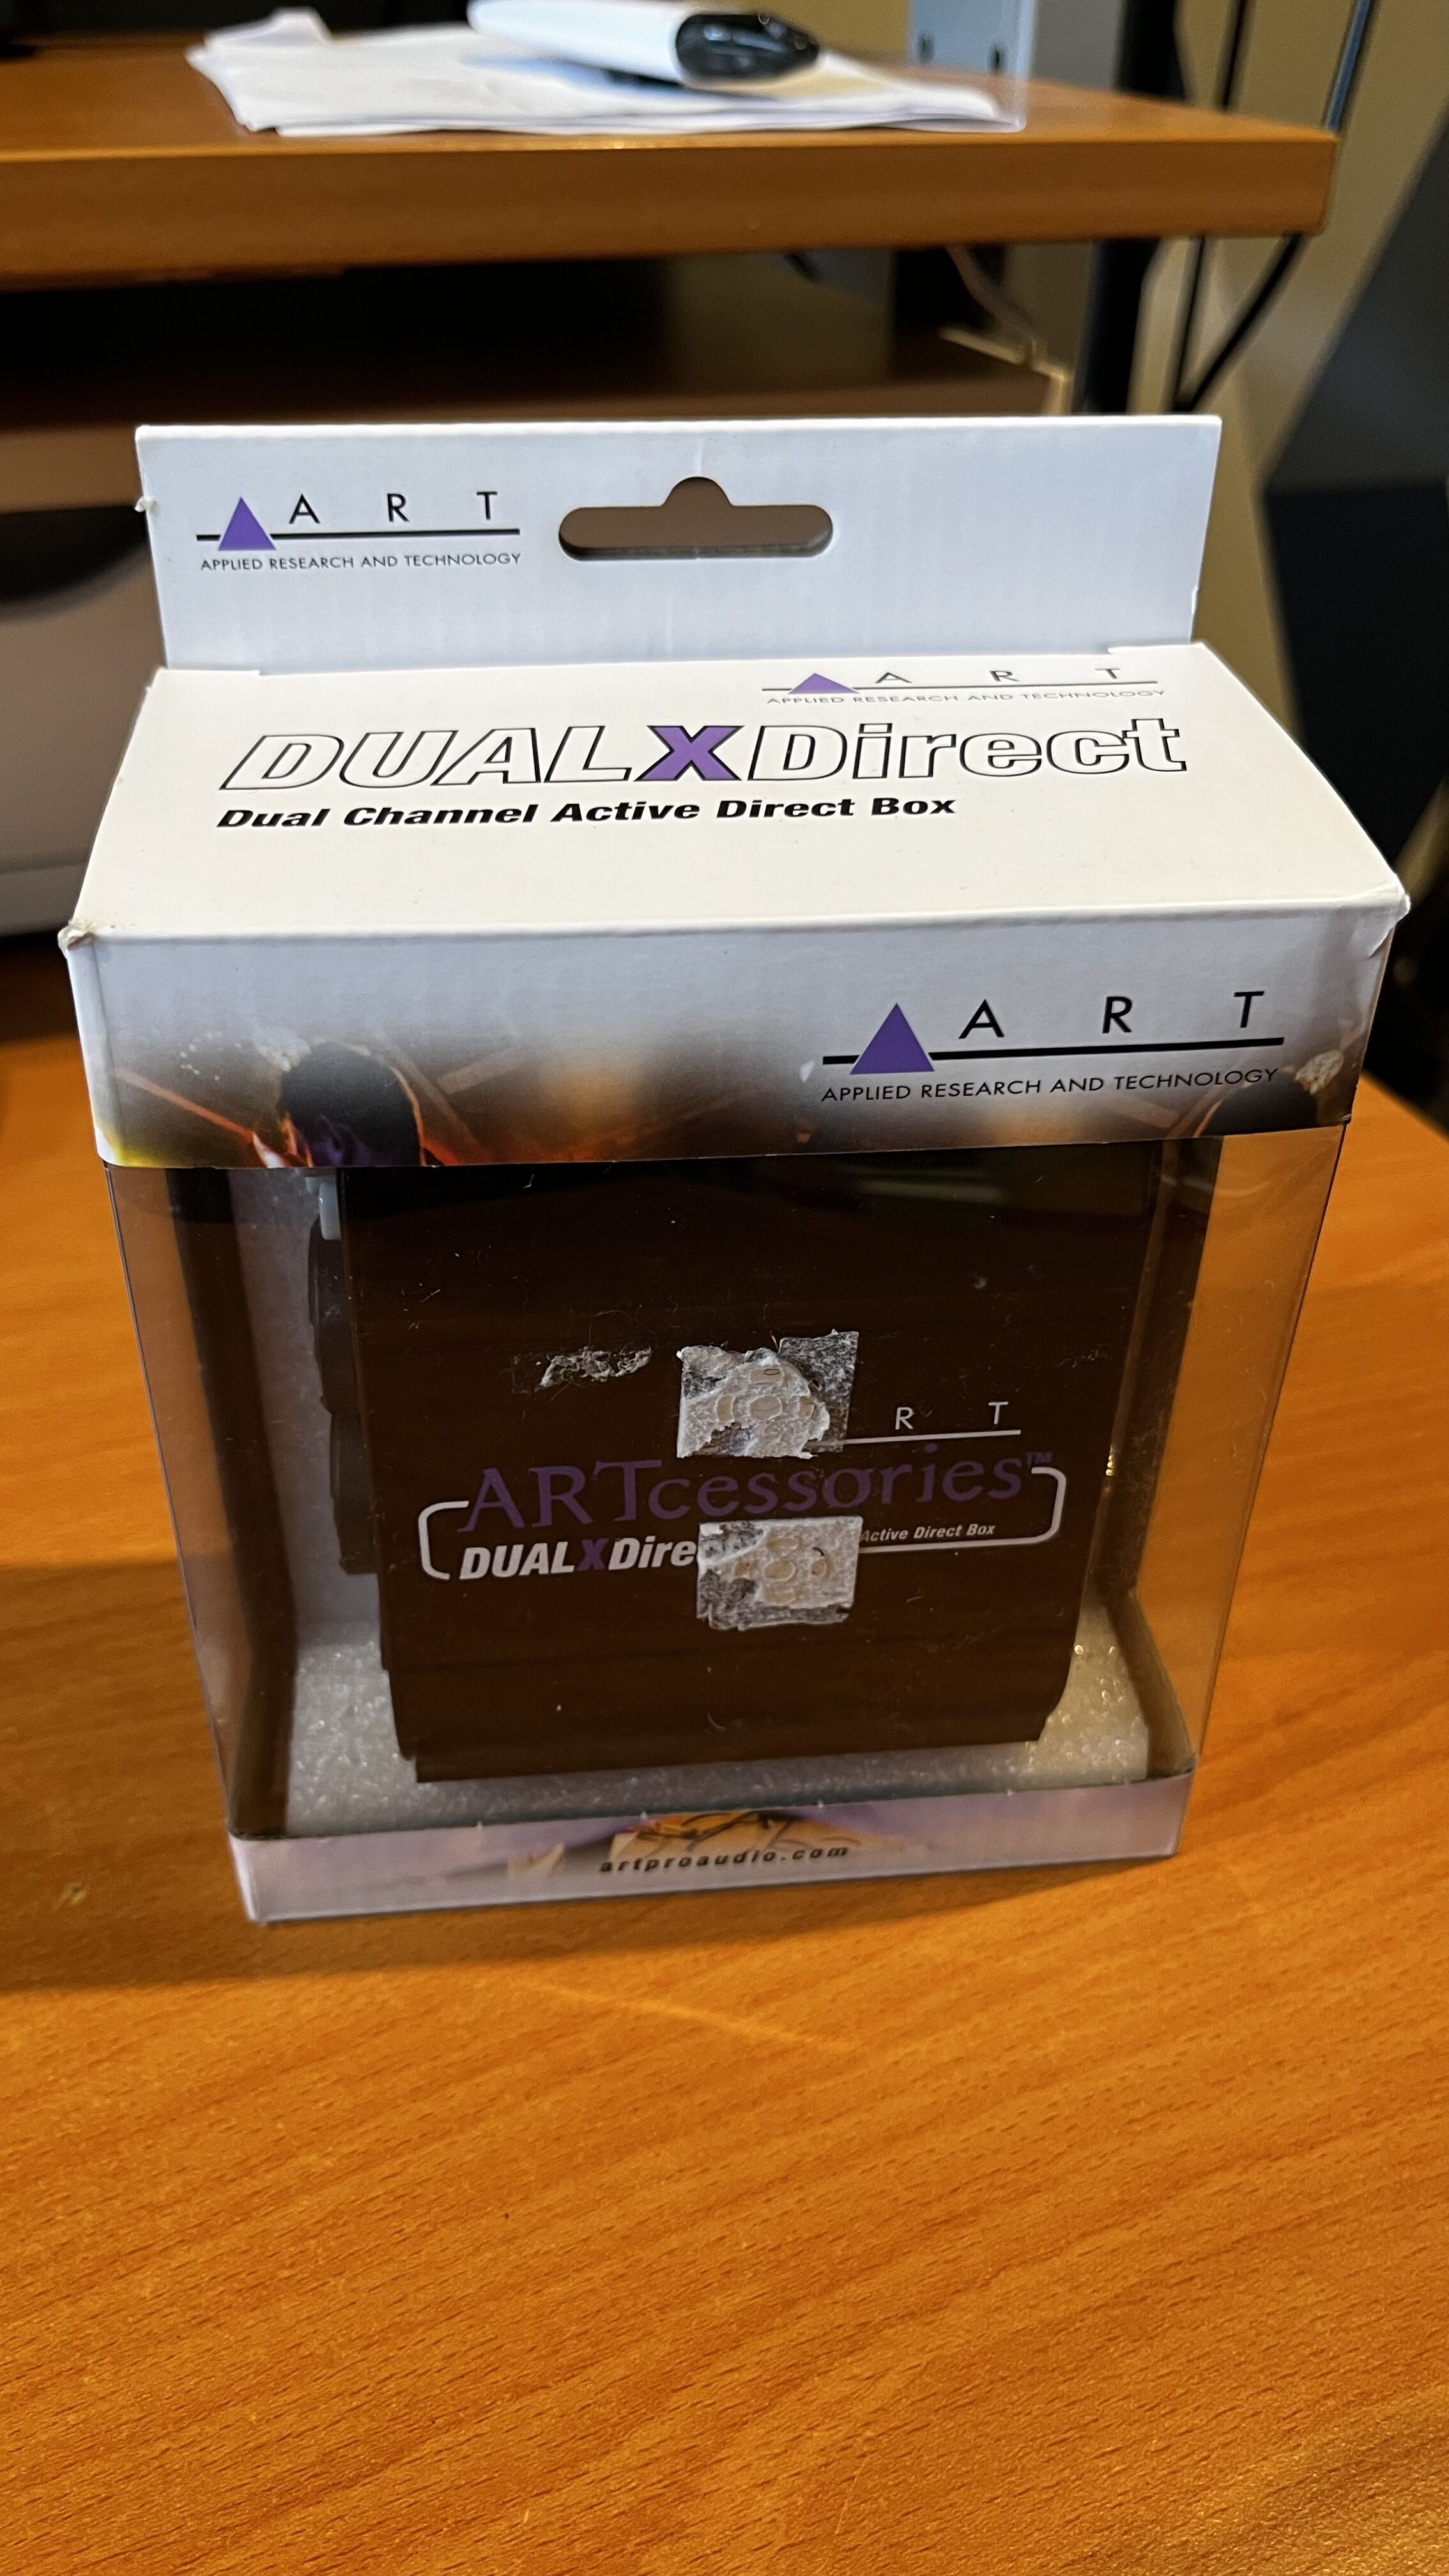 A R T
APPLIED RESEARCH AND TECHNOLOGY
A R T
APPLIED RESEARCH AND TECHNOLOGY
DUALXDirect
Dual Channel Active Direct Box
A R T
APPLIED RESEARCH AND TECHNOLOGY
R T
ARTcessories™
DUALXDirec
Active Direct Box
artproaudio.com